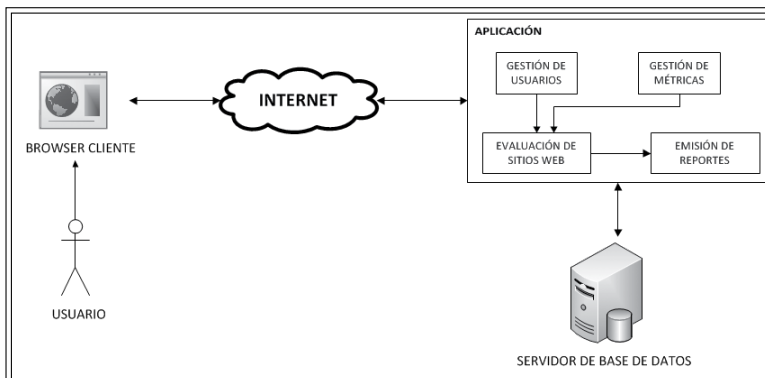 APLICACIÓN
GESTIÓN DE
USUARIOS
GESTIÓN DE
MÉTRICAS
INTERNET
BROWSER CLIENTE
EVALUACIÓN DE
SITIOS WEB
EMISIÓN DE
REPORTES
USUARIO
SERVIDOR DE BASE DE DATOS